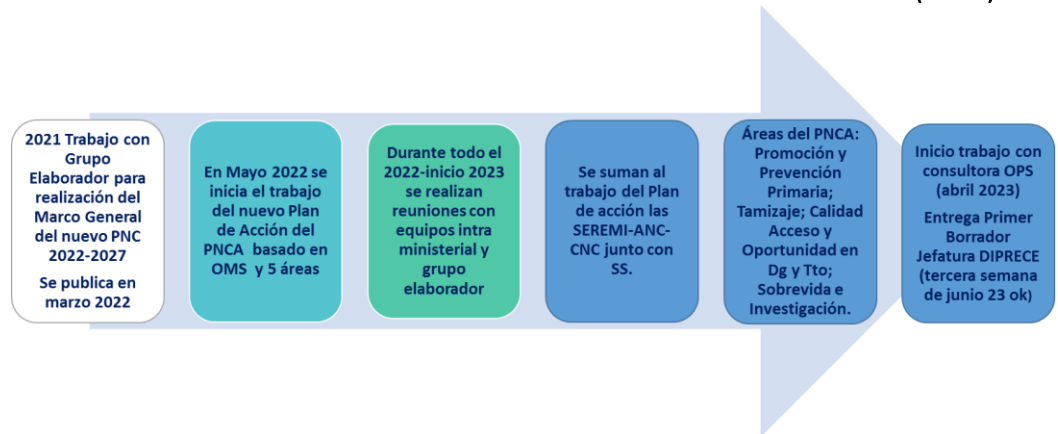 2021 Trabajo con
Grupo
Elaborador para
realización del
Marco General
del nuevo PNC
2022-2027
Se publica en
marzo 2022
En Mayo 2022 se
inicia el trabajo
del nuevo Plan
de Acción del
PNCA basado en
OMS y 5 áreas
Durante todo el
2022-inicio 2023
se realizan
reuniones con
equipos intra
ministerial y
grupo
elaborador
Se suman al
trabajo del Plan
de acción las
SEREMI-ANC-
CNC junto con
SS.
Áreas del PNCA:
Promoción y
Prevención
Primaria;
Tamizaje; Calidad
Acceso y
Oportunidad en
Dg y Tto;
Sobrevida e
Investigación.
Inicio trabajo con
consultora OPS
(abril 2023)
Entrega Primer
Borrador
Jefatura DIPRECE
(tercera semana
de junio 23 ok)